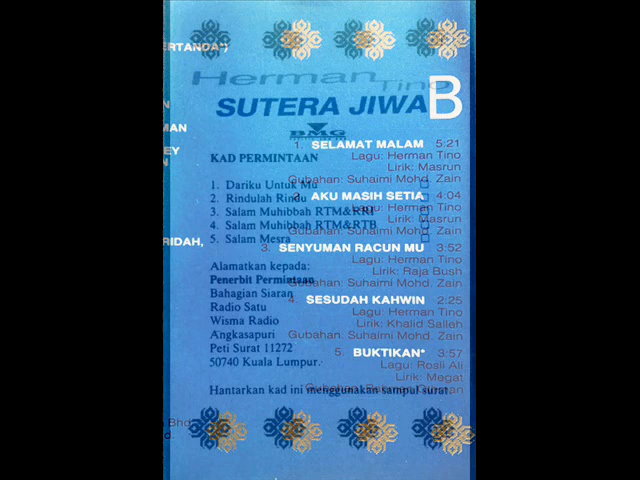 ERTANDA")
Herman
Tino
SUTERA JIWA
B
BMG
MAN
EY
RIDAH,
KAD PERMINTAAN
1. Dariku Untuk Mu
2. Rindulah Rindu
3. Salam Muhibbah RTM&RRI
4. Salam Muhibbah RTM&RTB
5. Salam Mesra
Alamatkan kepada:
Penerbit Permintaan
Bahagian Siaran
Radio Satu
Wisma Radio
Angkasapuri
Peti Surat 11272
50740 Kuala Lumpur.
Hantarkan kad ini menggunakan sampul surat.
1. SELAMAT MALAM 5:21
Lagu: Herman Tino
Lirik: Masrun
Gubahan: Suhaimi Mohd. Zain
2. AKU MASIH SETIA 4:04
Lagu: Herman Tino
Lirik: Masrun
Gubahan: Suhaimi Mohd. Zain
3. SENYUMAN RACUN MU 3:52
Lagu: Herman Tino
Lirik: Raja Bush
Gubahan: Suhaimi Mohd. Zain
4. SESUDAH KAHWIN 2:25
Lagu: Herman Tino
Lirik: Khalid Salleh
Gubahan: Suhaimi Mohd. Zain
5. BUKTIKAN* 3:57
Lagu: Rosli Ali
Lirik: Megat
Bhd
d.